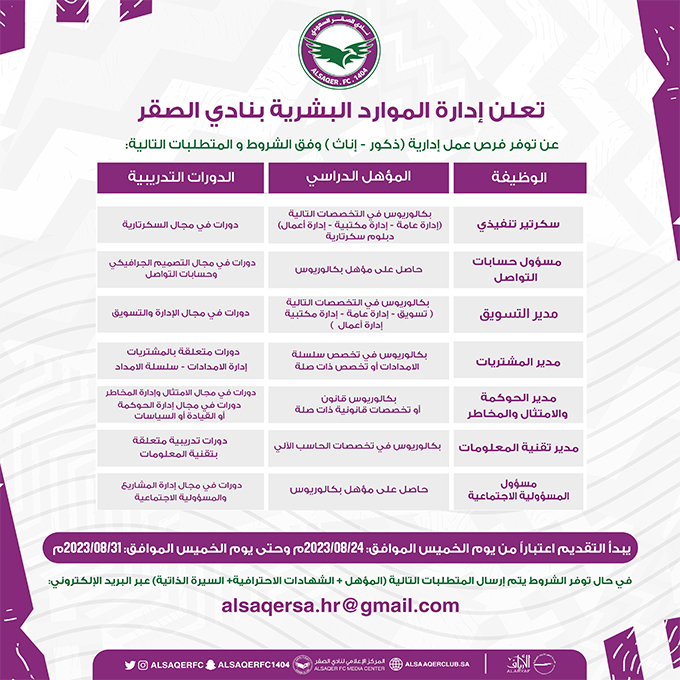 نادي الصقر السعودي
ALSAQER . FC . 1404
تعلن إدارة الموارد البشرية بنادي الصقر
عن توفر فرص عمل إدارية (ذكور - إناث ) وفق الشروط و المتطلبات التالية:
الوظيفة
المؤهل الدراسي
الدورات التدريبية
سكرتير تنفيذي
بكالوريوس في التخصصات التالية
(إدارة عامة - إدارة مكتبية - إدارة أعمال)
دبلوم سكرتارية
دورات في مجال السكرتارية
مسؤول حسابات
التواصل
حاصل على مؤهل بكالوريوس
دورات في مجال التصميم الجرافيكي
وحسابات التواصل
مدير التسويق
بكالوريوس في التخصصات التالية
( تسويق - إدارة عامة - إدارة مكتبية
إدارة أعمال )
دورات في مجال الإدارة والتسويق
مدير المشتريات
بكالوريوس في تخصص سلسلة
الامدادات أو تخصص ذات صلة
دورات متعلقة بالمشتريات
إدارة الامدادات - سلسلة الامداد
مدير الحوكمة
والامتثال والمخاطر
بكالوريوس قانون
أو تخصصات قانونية ذات صلة
دورات في مجال الامتثال وإدارة المخاطر
دورات في مجال إدارة الحوكمة
أو القيادة أو السياسات
مدير تقنية المعلومات
بكالوريوس في تخصصات الحاسب الآلي
دورات تدريبية متعلقة
بتقنية المعلومات
مسؤول
المسؤولية الاجتماعية
حاصل على مؤهل بكالوريوس
دورات في مجال إدارة المشاريع
والمسؤولية الاجتماعية
يبدأ التقديم اعتباراً من يوم الخميس الموافق: 2023/08/24م وحتى يوم الخميس الموافق: 2023/08/31م
في حال توفر الشروط يتم إرسال المتطلبات التالية (المؤهل + الشهادات الاحترافية+ السيرة الذاتية) عبر البريد الإلكتروني:
alsaqersa.hr@gmail.com
ALSAQERFC
ALSAQERFC1404
المركز الإعلامي لنادي الصقر
ALSAQER FC MEDIA CENTER
ALSAAQERCLUB.SA
ALARYAF